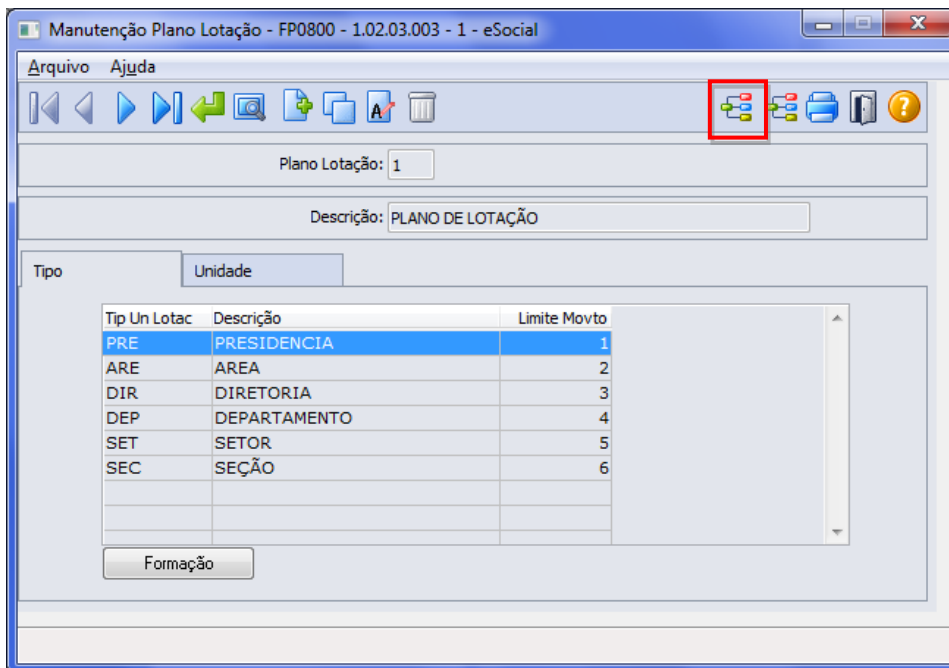 Manutenção Plano Lotação - FP0800 - 1.02.03.003 - 1 - eSocial
Arquivo Ajuda
?
Plano Lotação: 1
Descrição: PLANO DE LOTAÇÃO
Tipo Unidade
Tip Un Lotac Descrição Limite Movto
PRE PRESIDENCIA 1
ARE AREA 2
DIR DIRETORIA 3
DEP DEPARTAMENTO 4
SET SETOR 5
SEC SEÇÃO 6
Formação